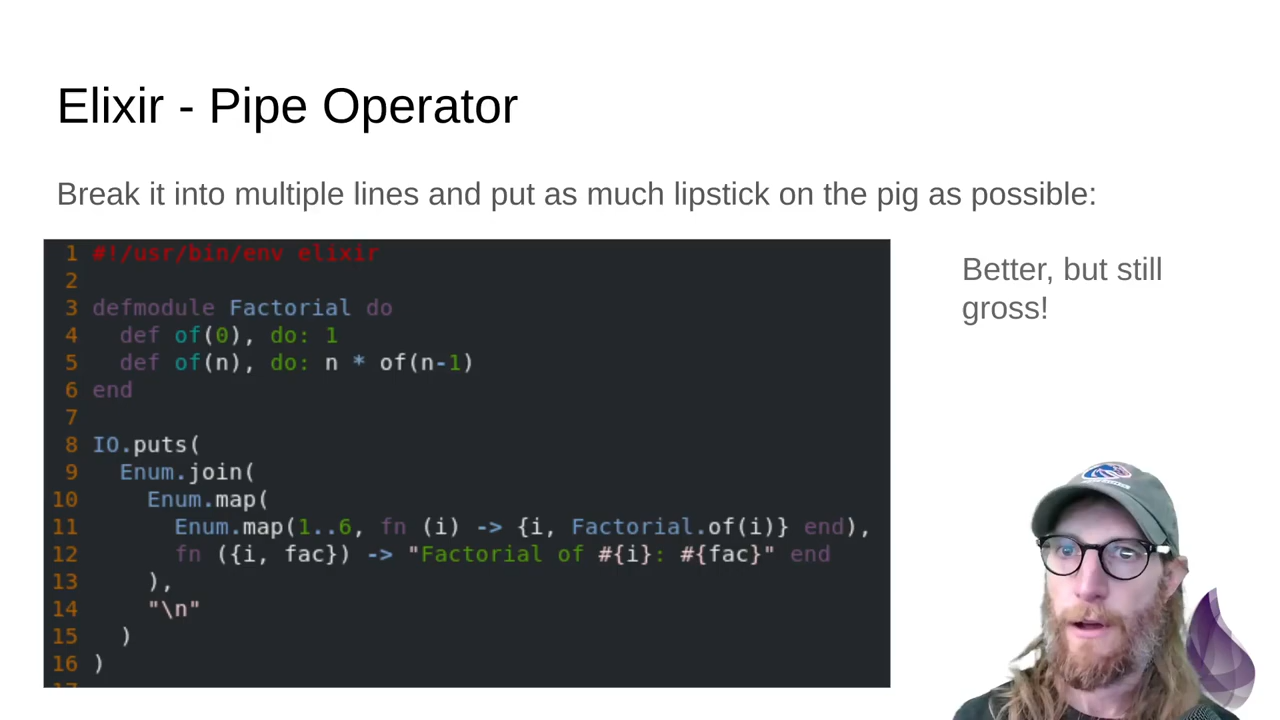 Elixir - Pipe Operator
Break it into multiple lines and put as much lipstick on the pig as possible:
1 #!/usr/bin/env elixir
2
3 defmodule Factorial do
4   def of(0), do: 1
5   def of(n), do: n * of(n-1)
6 end
7
8 IO.puts(
9   Enum.join(
10     Enum.map(
11       Enum.map(1..6, fn (i) -> {i, Factorial.of(i)} end),
12       fn ({i, fac}) -> "Factorial of #{i}: #{fac}" end
13     ),
14     "\n"
15   )
16 )
17
Better, but still
gross!